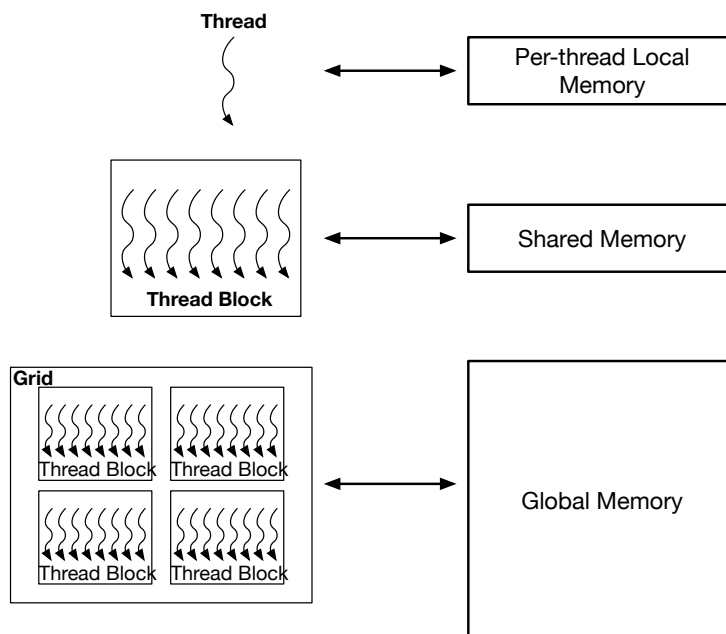 Thread
Per-thread Local
Memory
Thread Block
Shared Memory
Grid
Thread Block
Thread Block
Thread Block
Thread Block
Global Memory